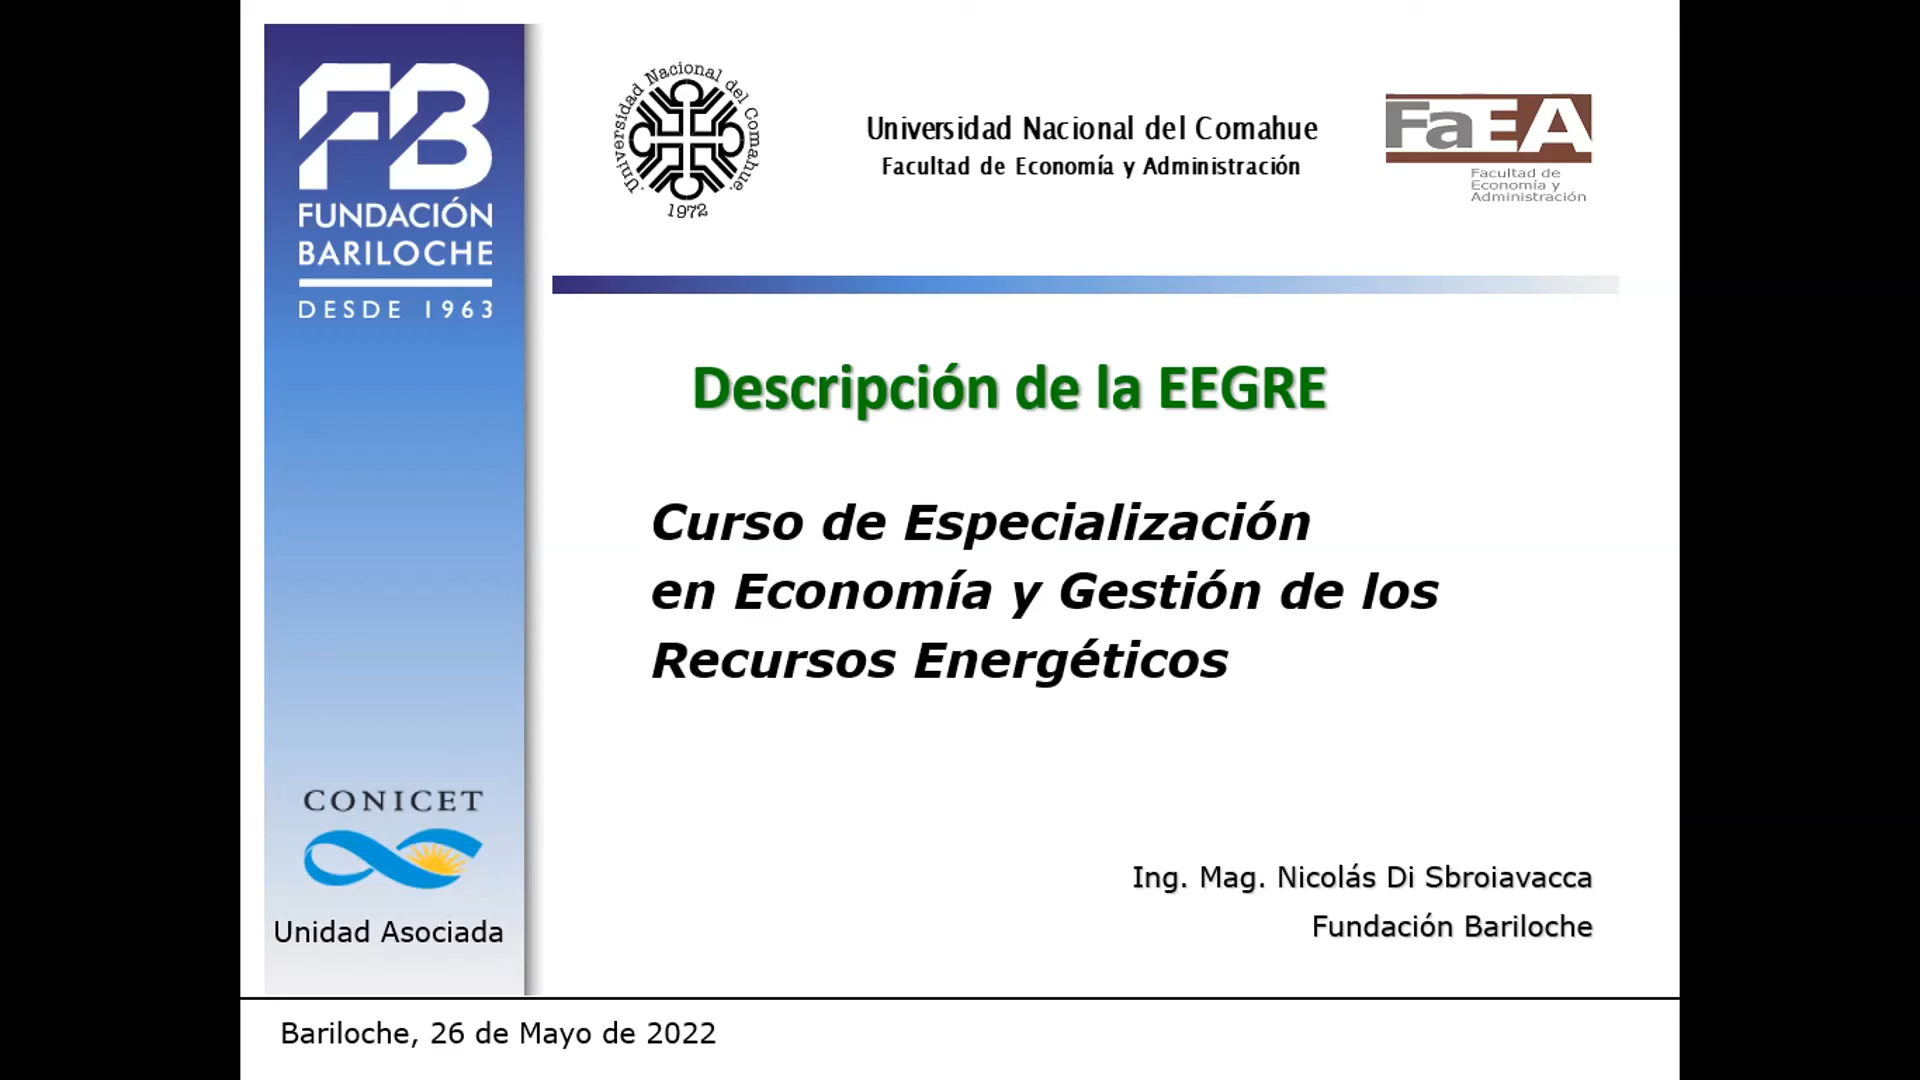 FB
FUNDACIÓN
BARILOCHE
DESDE 1963
Universidad Nacional del Comahue
1972
Universidad Nacional del Comahue
Facultad de Economía y Administración
FaEA
Facultad de
Economía y
Administración
Descripción de la EEGRE
Curso de Especialización
en Economía y Gestión de los
Recursos Energéticos
CONICET
Unidad Asociada
Ing. Mag. Nicolás Di Sbroiavacca
Fundación Bariloche
Bariloche, 26 de Mayo de 2022